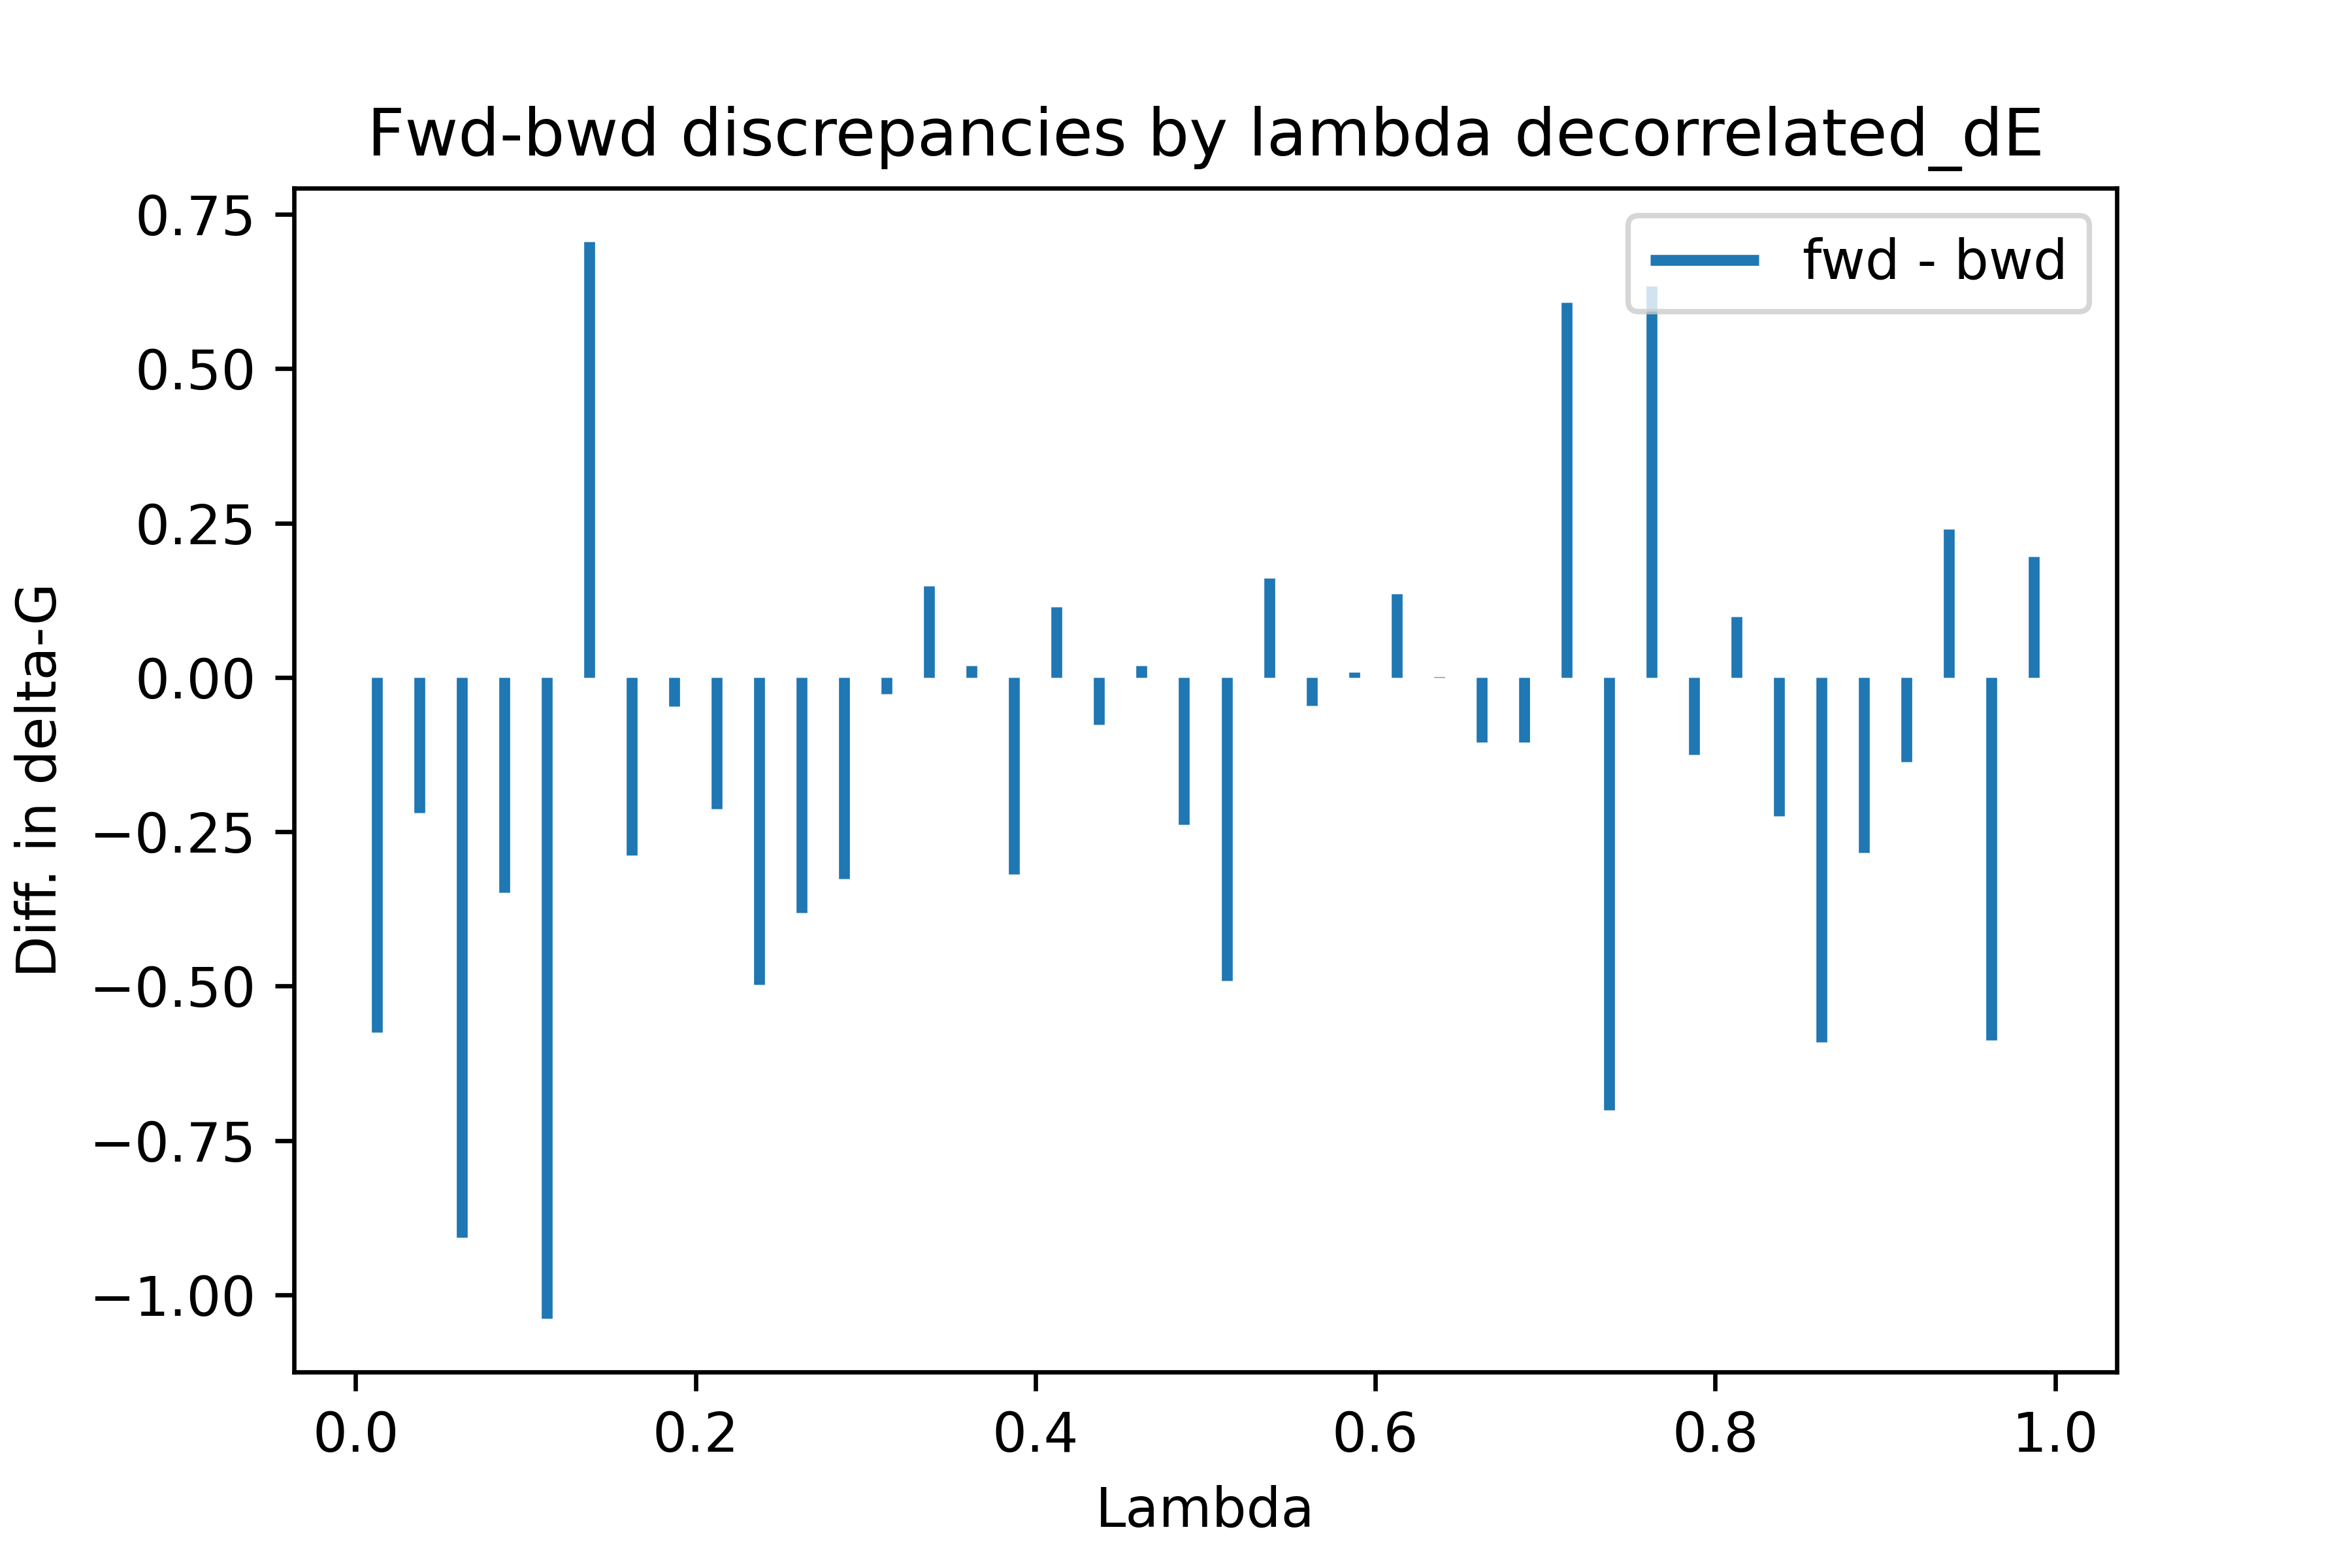 Fwd-bwd discrepancies by lambda decorrelated_dE
fwd - bwd
Diff. in delta-G
0.75
0.50
0.25
0.00
−0.25
−0.50
−0.75
−1.00
0.0 0.2 0.4 0.6 0.8 1.0
Lambda